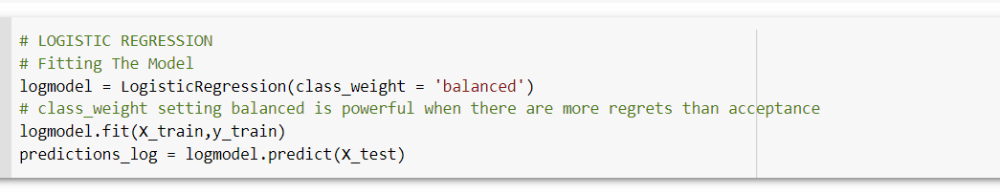 # LOGISTIC REGRESSION
# Fitting The Model
logmodel = LogisticRegression(class_weight = 'balanced')
# class_weight setting balanced is powerful when there are more regrets than acceptance
logmodel.fit(X_train,y_train)
predictions_log = logmodel.predict(X_test)